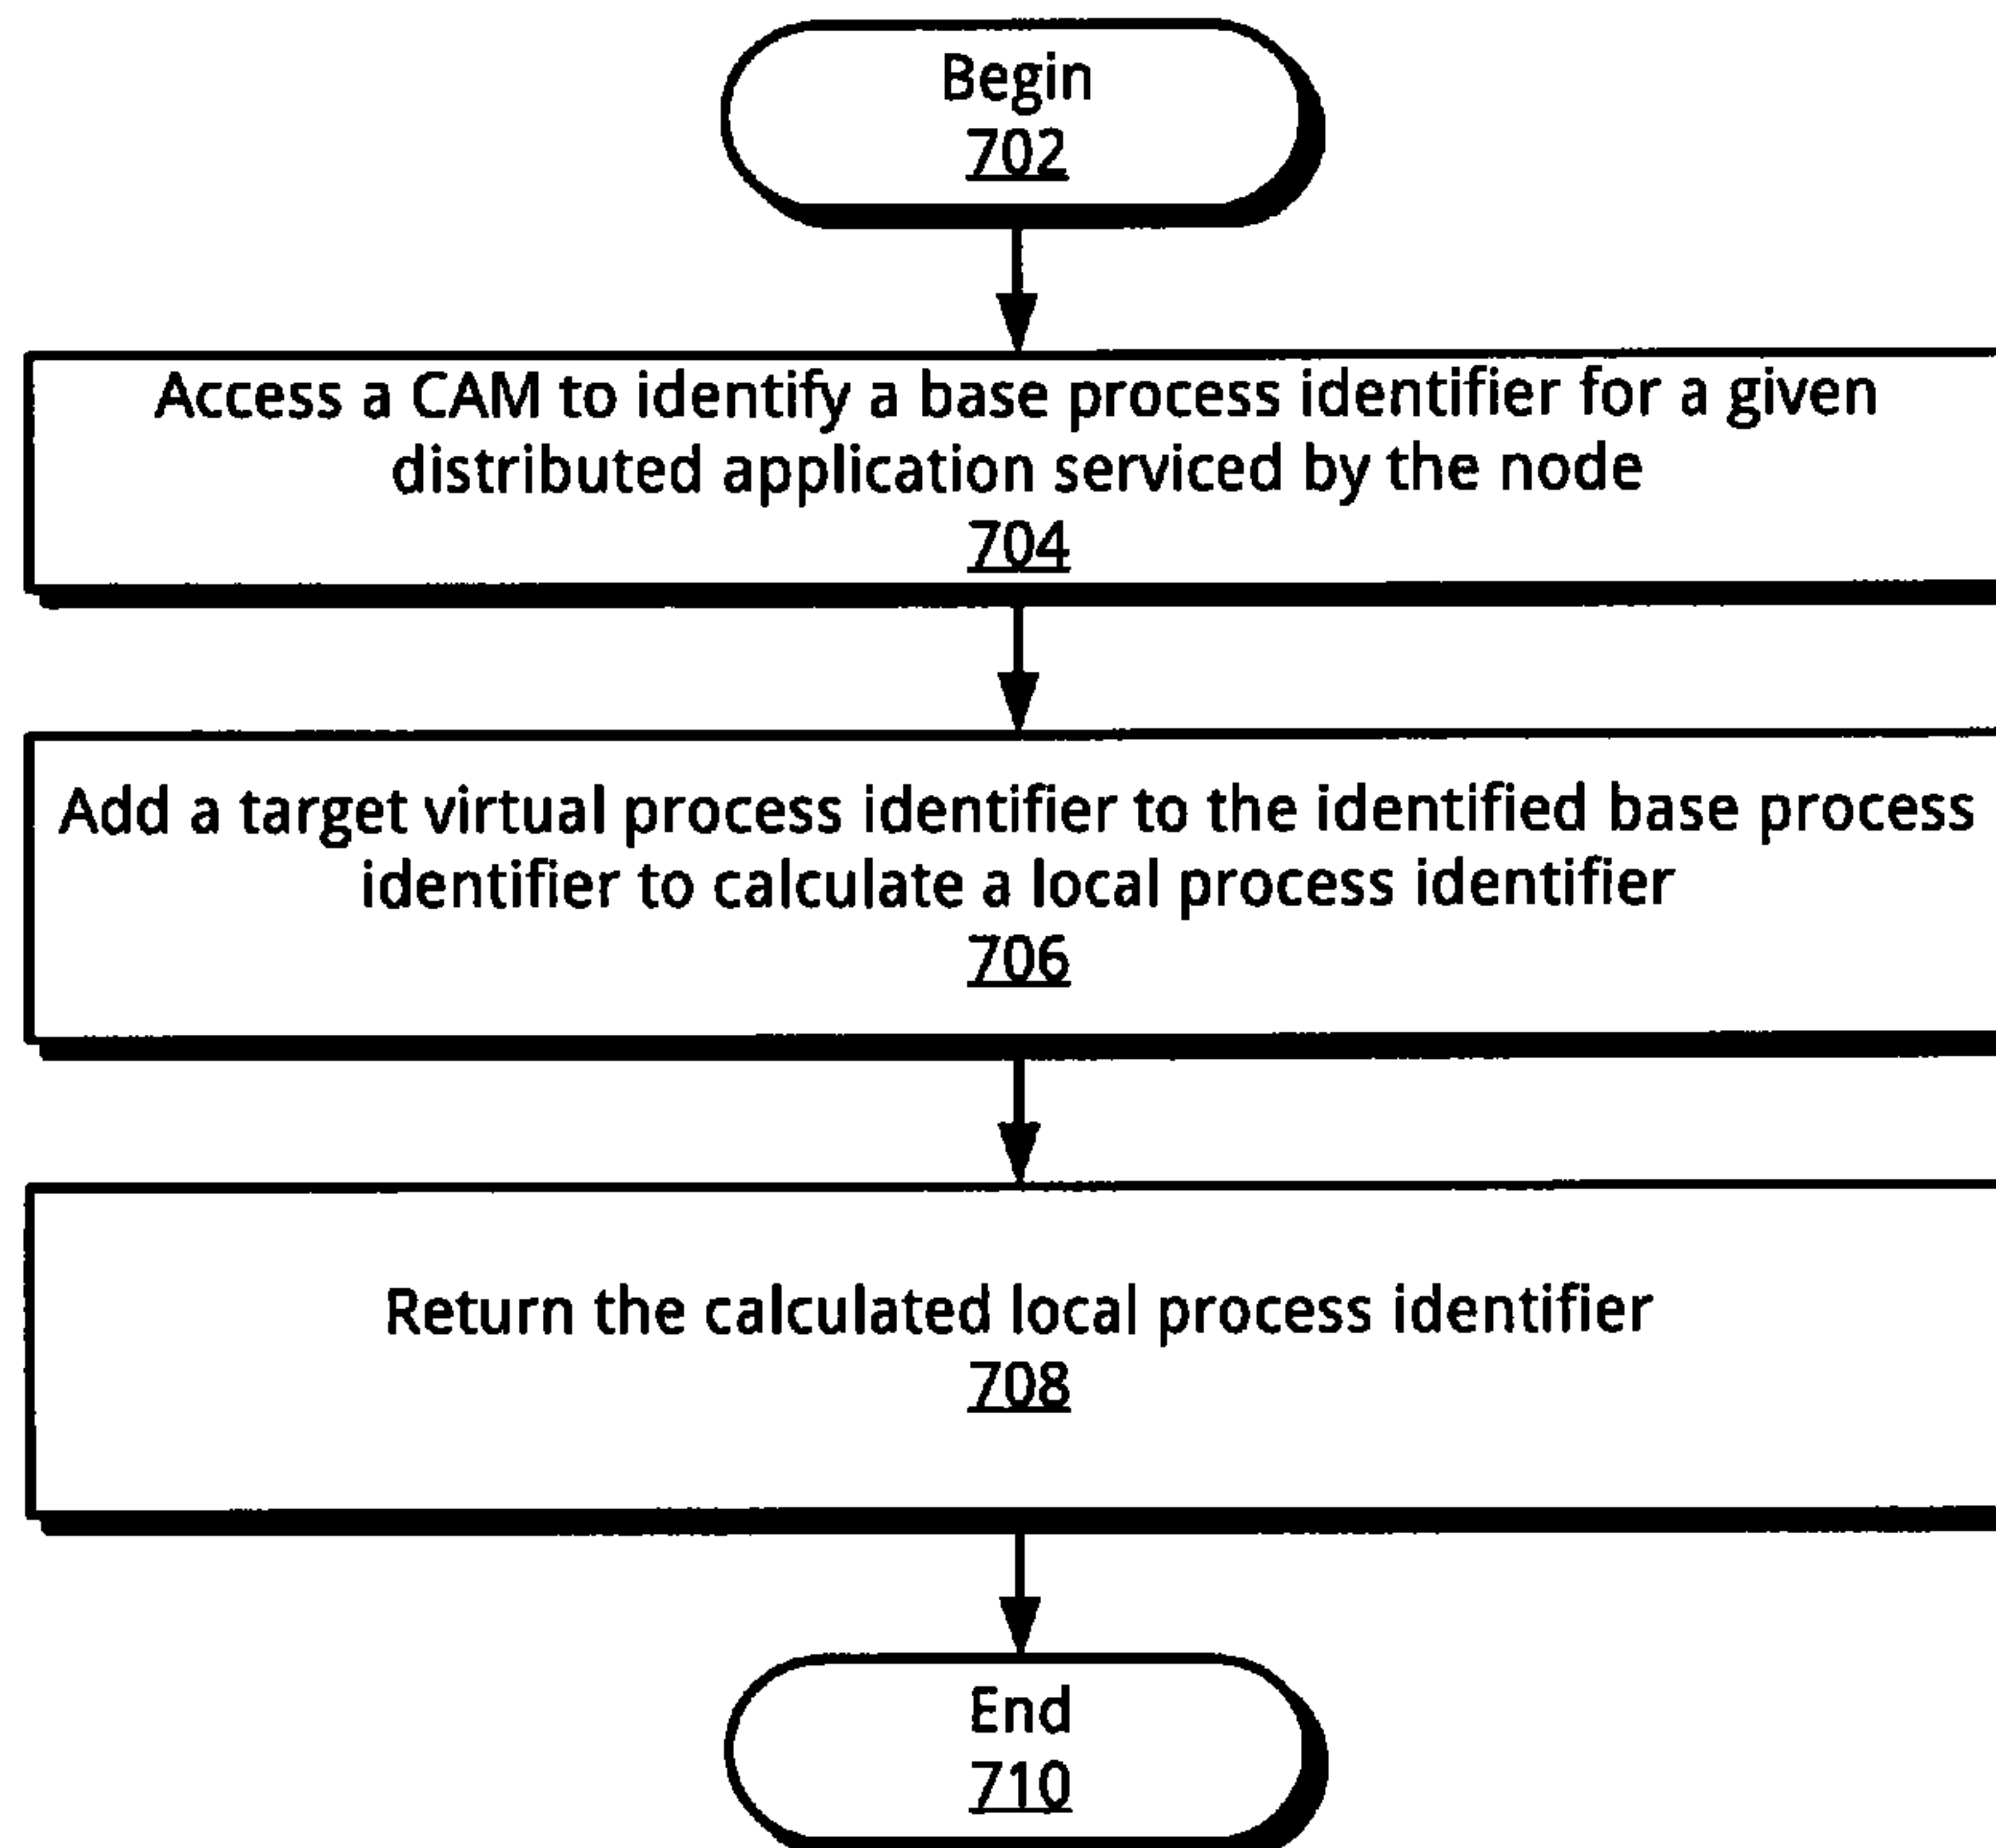 Begin
702
Access a CAM to identify a base process identifier for a given
distributed application serviced by the node
704
Add a target virtual process identifier to the identified base process
identifier to calculate a local process identifier
706
Return the calculated local process identifier
708
End
710